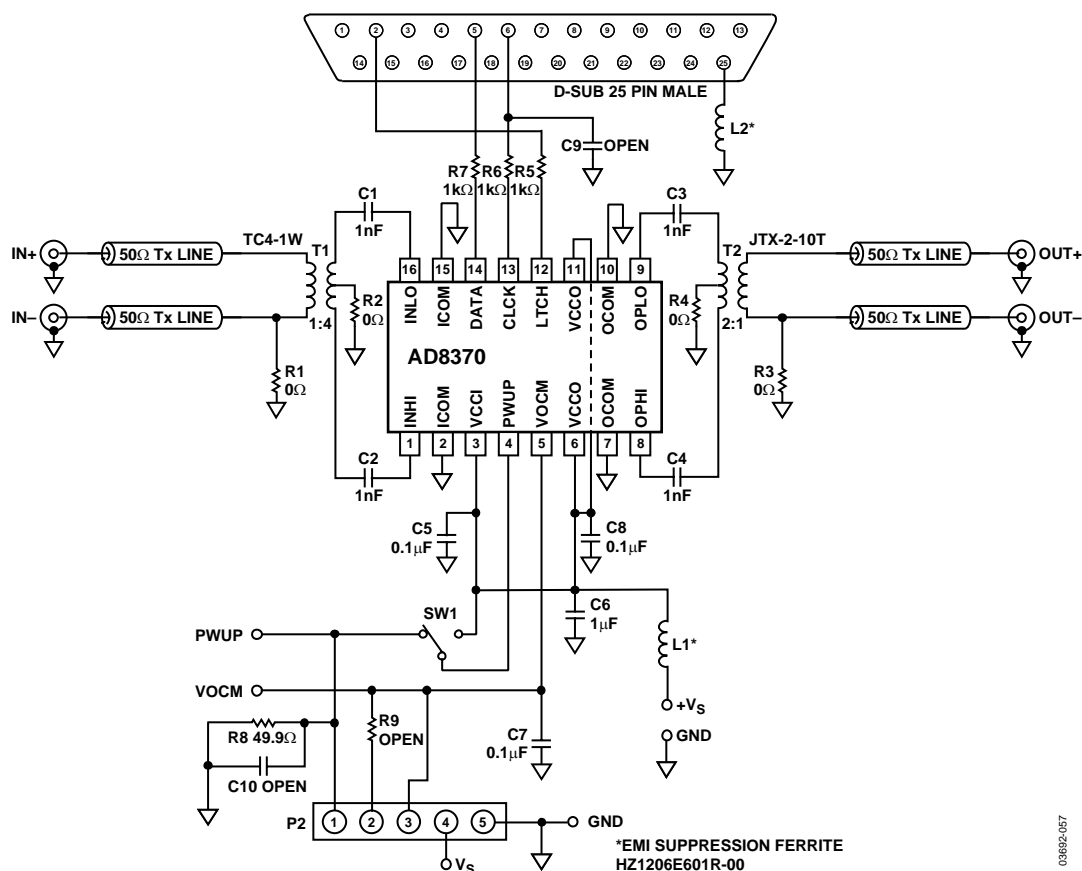 1 2 3 4 5 6 7 8 9 10 11 12 13
14 15 16 17 18 19 20 21 22 23 24 25
D-SUB 25 PIN MALE
L2*
C9 OPEN
R7 1kΩ
R6 1kΩ
R5 1kΩ
C1
1nF
C3
1nF
IN+
50Ω Tx LINE
TC4-1W
T1
T2
JTX-2-10T
50Ω Tx LINE
OUT+
16 15 14 13 12 11 10 9
INLO ICOM DATA CLCK LTCH VCCO OCOM OPLO
IN–
50Ω Tx LINE
1:4
R2
0Ω
R4
0Ω
2:1
50Ω Tx LINE
OUT–
AD8370
R1
0Ω
R3
0Ω
INHI ICOM VCCI PWUP VOCM VCCO OCOM OPHI
1 2 3 4 5 6 7 8
C2
1nF
C4
1nF
C5
0.1μF
C8
0.1μF
SW1
C6
1μF
PWUP
L1*
VOCM
+VS
R9
OPEN
R8 49.9Ω
C7
0.1μF
GND
C10 OPEN
P2
1 2 3 4 5
GND
VS
*EMI SUPPRESSION FERRITE
HZ1206E601R-00
03692-057